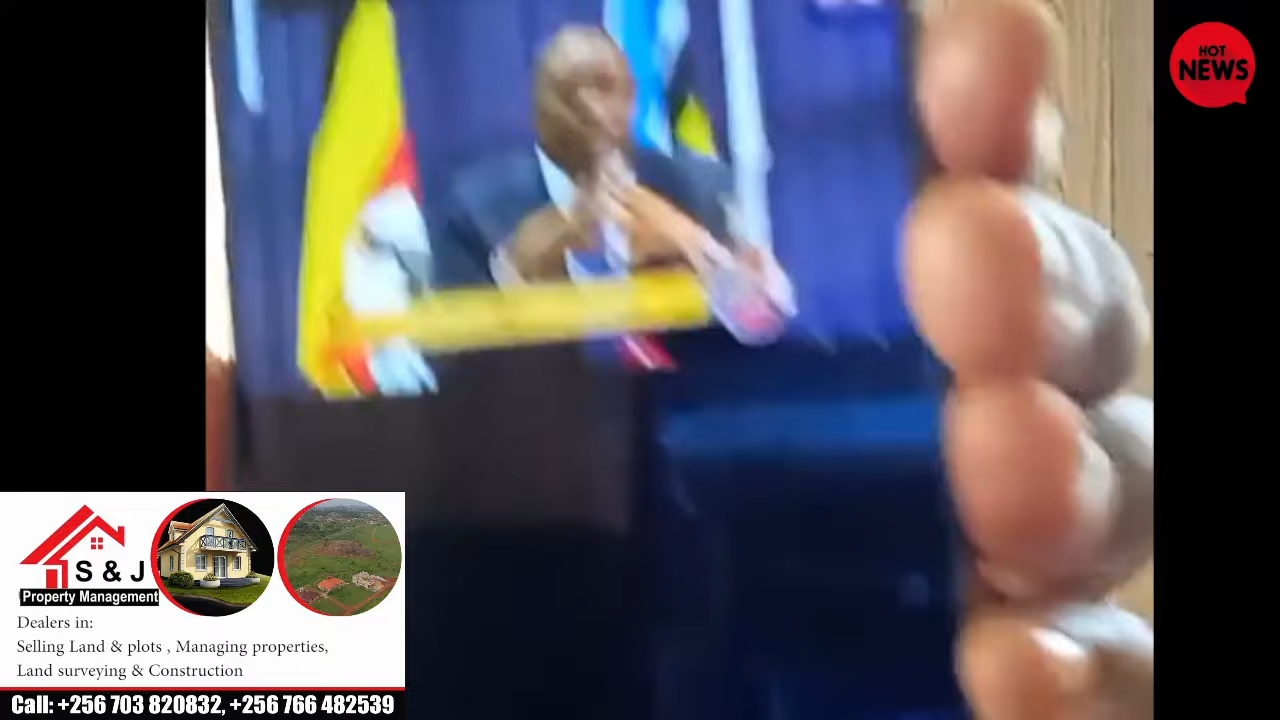 HOT
NEWS
S & J
Property Management
Dealers in:
Selling Land & plots , Managing properties,
Land surveying & Construction
Call: +256 703 820832, +256 766 482539